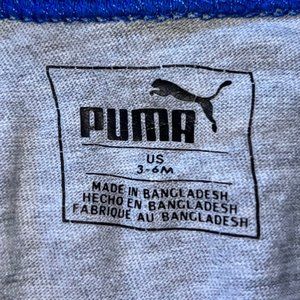 PUMA
US
3-6M
MADE IN BANGLADESH
HECHO EN BANGLADESH
FABRIQUE AU BANGLADESH